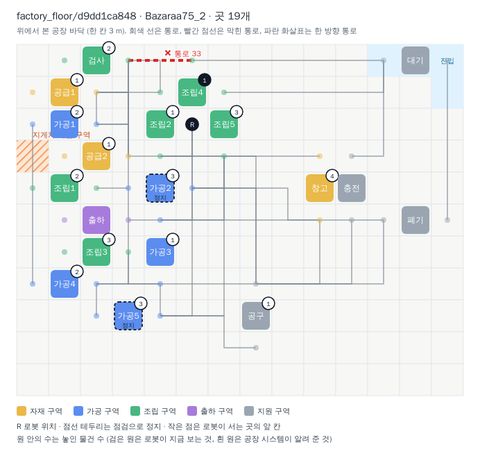 factory_floor/d9dd1ca848 · Bazaraa75_2 · 곳 19개
위에서 본 공장 바닥 (한 칸 3 m). 회색 선은 통로, 빨간 점선은 막힌 통로, 파란 화살표는 한 방향 통로
✖ 통로 33
검사 2
대기
진입
공급1 1
조립4 1
가공1 2
조립2 1
R
조립5 3
구역
공급2 1
조립1 2
가공2 3
정지
창고 4
충전
출하
폐기
조립3 3
가공3 1
가공4 2
가공5 3
정지
공구 1
자재 구역
가공 구역
조립 구역
출하 구역
지원 구역
R 로봇 위치 · 점선 테두리는 점검으로 정지 · 작은 점은 로봇이 서는 곳의 앞 칸
원 안의 수는 놓인 물건 수 (검은 원은 로봇이 지금 보는 것, 흰 원은 공장 시스템이 알려 준 것)